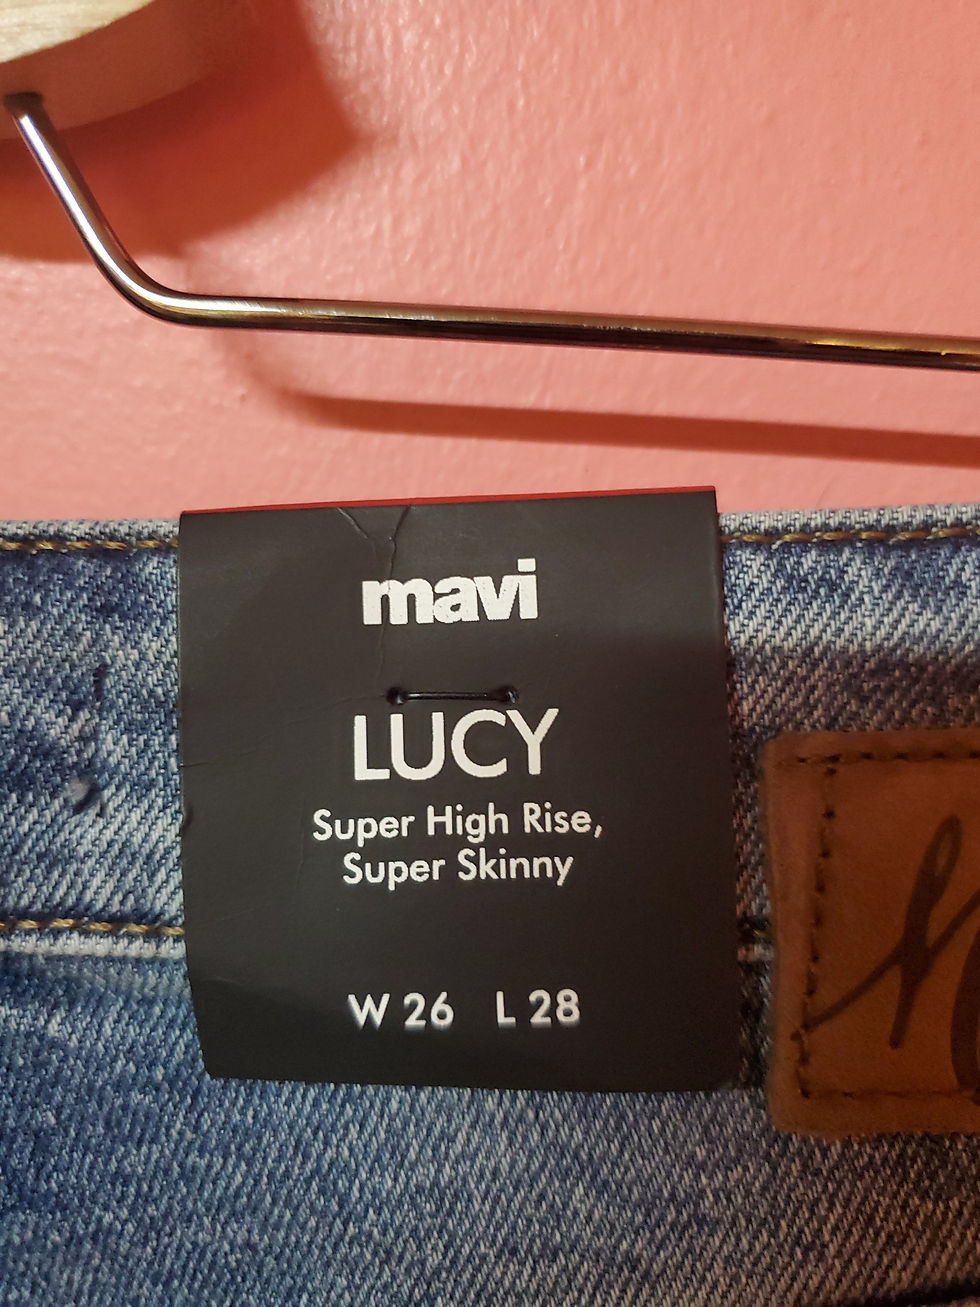 mavi
LUCY
Super High Rise,
Super Skinny
W 26 L 28